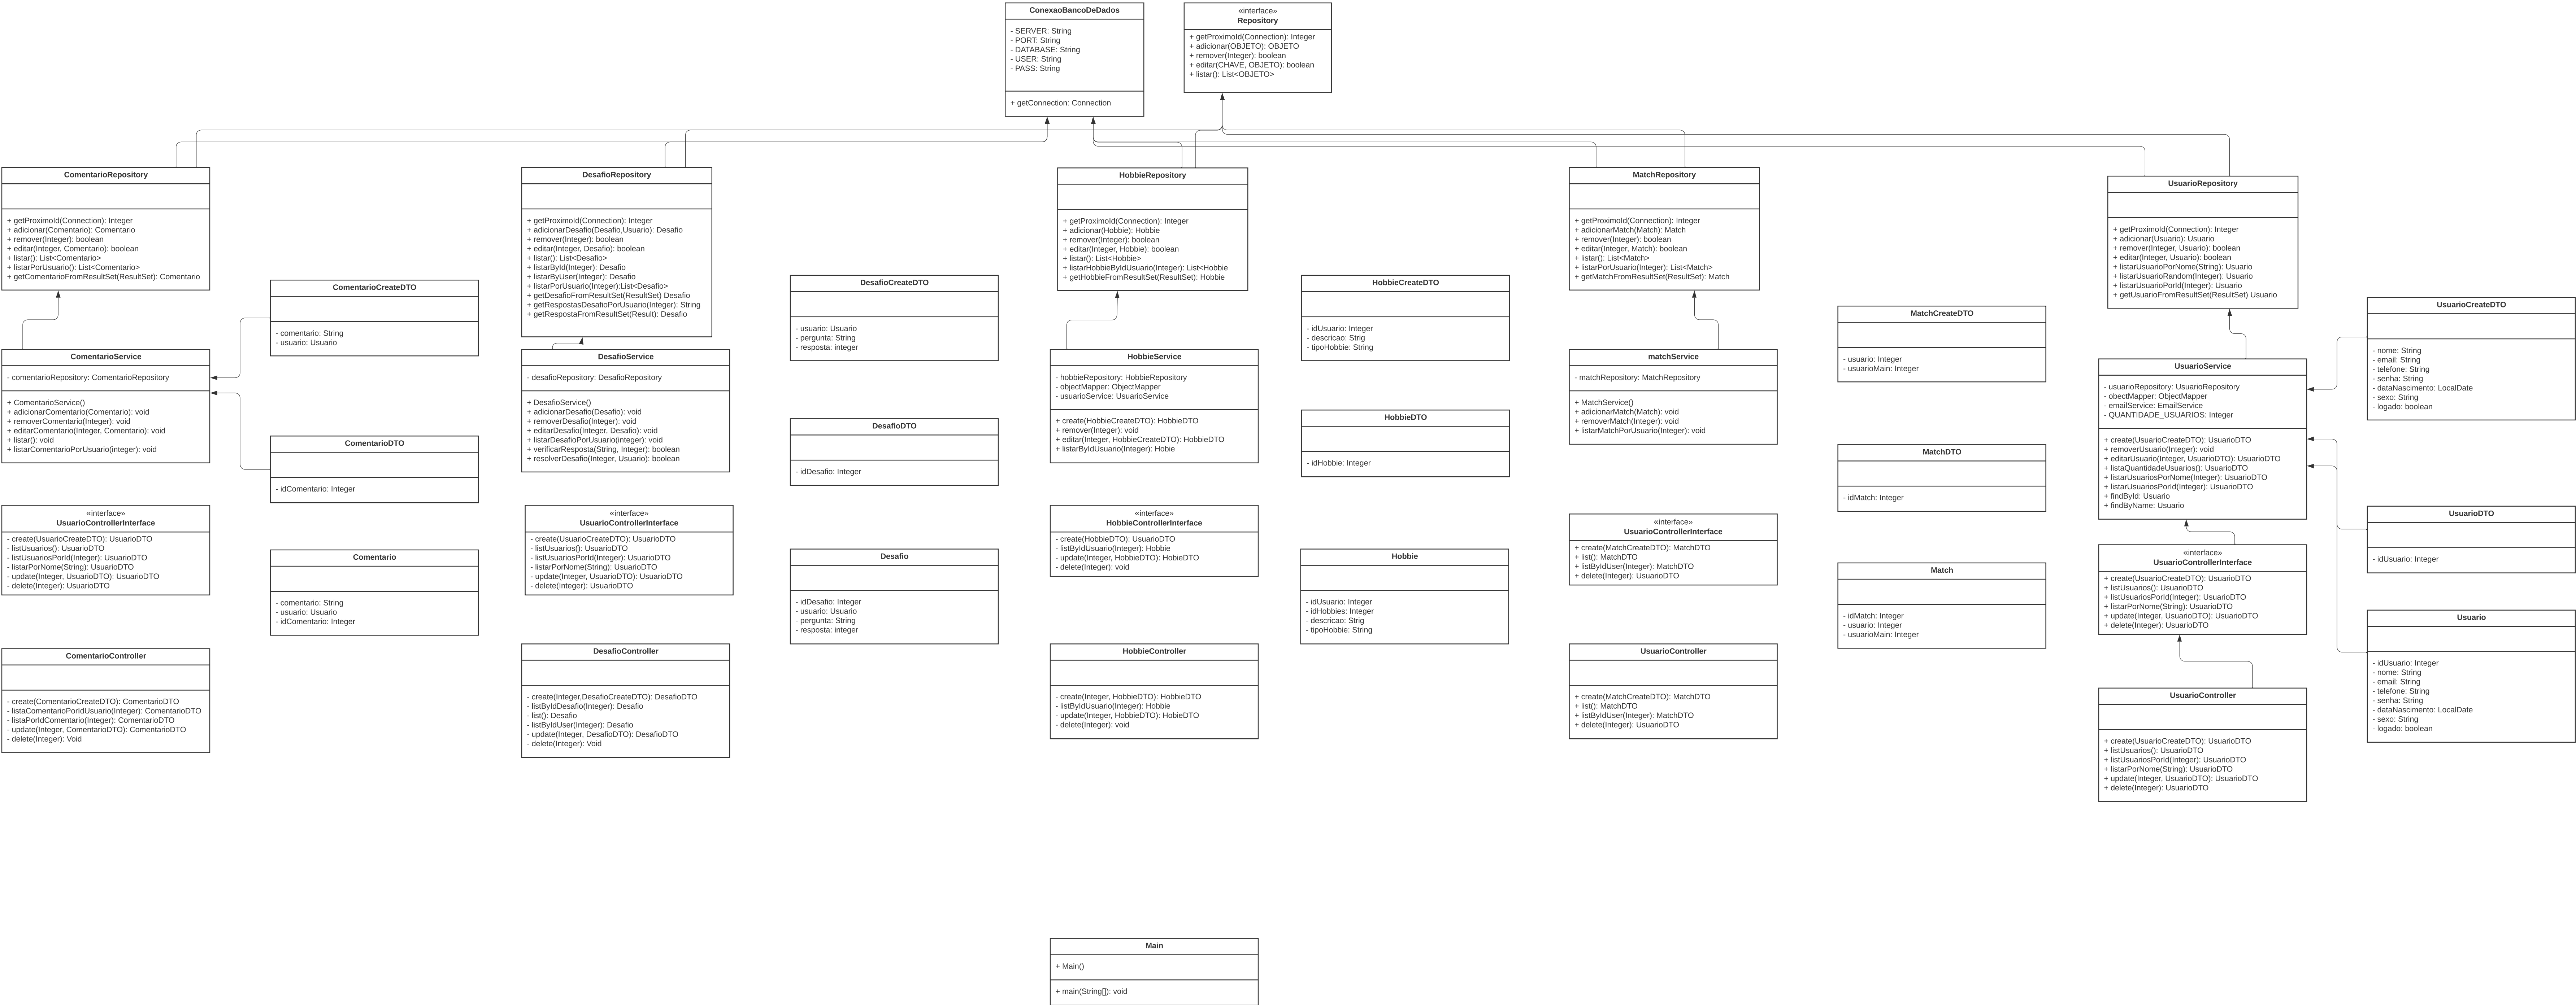 ConexaoBancoDeDados
- SERVER: String
- PORT: String
- DATABASE: String
- USER: String
- PASS: String
+ getConnection: Connection
«interface»
Repository
+ getProximoId(Connection): Integer
+ adicionar(OBJETO): OBJETO
+ remover(Integer): boolean
+ editar(CHAVE, OBJETO): boolean
+ listar(): List<OBJETO>
ComentarioRepository
+ getProximoId(Connection): Integer
+ adicionar(Comentario): Comentario
+ remover(Integer): boolean
+ editar(Integer, Comentario): boolean
+ listar(): List<Comentario>
+ listarPorUsuario(): List<Comentario>
+ getComentarioFromResultSet(ResultSet): Comentario
DesafioRepository
+ getProximoId(Connection): Integer
+ adicionarDesafio(Desafio,Usuario): Desafio
+ remover(Integer): boolean
+ editar(Integer, Desafio): boolean
+ listar(): List<Desafio>
+ listarById(Integer): Desafio
+ listarByUser(Integer): Desafio
+ listarPorUsuario(Integer):List<Desafio>
+ getDesafioFromResultSet(ResultSet) Desafio
+ getRespostasDesafioPorUsuario(Integer): String
+ getRespostaFromResultSet(Result): Desafio
HobbieRepository
+ getProximoId(Connection): Integer
+ adicionar(Hobbie): Hobbie
+ remover(Integer): boolean
+ editar(Integer, Hobbie): boolean
+ listar(): List<Hobbie>
+ listarHobbieByIdUsuario(Integer): List<Hobbie
+ getHobbieFromResultSet(ResultSet): Hobbie
MatchRepository
+ getProximoId(Connection): Integer
+ adicionarMatch(Match): Match
+ remover(Integer): boolean
+ editar(Integer, Match): boolean
+ listar(): List<Match>
+ listarPorUsuario(Integer): List<Match>
+ getMatchFromResultSet(ResultSet): Match
UsuarioRepository
+ getProximoId(Connection): Integer
+ adicionar(Usuario): Usuario
+ remover(Integer, Usuario): boolean
+ editar(Integer, Usuario): boolean
+ listarUsuarioPorNome(String): Usuario
+ listarUsuarioRandom(Integer): Usuario
+ listarUsuarioPorId(Integer): Usuario
+ getUsuarioFromResultSet(ResultSet) Usuario
ComentarioCreateDTO
- comentario: String
- usuario: Usuario
DesafioCreateDTO
- usuario: Usuario
- pergunta: String
- resposta: integer
HobbieCreateDTO
- idUsuario: Integer
- descricao: Strig
- tipoHobbie: String
MatchCreateDTO
- usuario: Integer
- usuarioMain: Integer
UsuarioCreateDTO
- nome: String
- email: String
- telefone: String
- senha: String
- dataNascimento: LocalDate
- sexo: String
- logado: boolean
ComentarioService
- comentarioRepository: ComentarioRepository
+ ComentarioService()
+ adicionarComentario(Comentario): void
+ removerComentario(Integer): void
+ editarComentario(Integer, Comentario): void
+ listar(): void
+ listarComentarioPorUsuario(integer): void
DesafioService
- desafioRepository: DesafioRepository
+ DesafioService()
+ adicionarDesafio(Desafio): void
+ removerDesafio(Integer): void
+ editarDesafio(Integer, Desafio): void
+ listarDesafioPorUsuario(integer): void
+ verificarResposta(String, Integer): boolean
+ resolverDesafio(Integer, Usuario): boolean
HobbieService
- hobbieRepository: HobbieRepository
- objectMapper: ObjectMapper
- usuarioService: UsuarioService
+ create(HobbieCreateDTO): HobbieDTO
+ remover(Integer): void
+ editar(Integer, HobbieCreateDTO): HobbieDTO
+ listarByIdUsuario(Integer): Hobie
matchService
- matchRepository: MatchRepository
+ MatchService()
+ adicionarMatch(Match): void
+ removerMatch(Integer): void
+ listarMatchPorUsuario(Integer): void
UsuarioService
- usuarioRepository: UsuarioRepository
- obectMapper: ObjectMapper
- emailService: EmailService
- QUANTIDADE_USUARIOS: Integer
+ create(UsuarioCreateDTO): UsuarioDTO
+ removerUsuario(Integer): void
+ editarUsuario(Integer, UsuarioDTO): UsuarioDTO
+ listaQuantidadeUsuarios(): UsuarioDTO
+ listarUsuariosPorNome(Integer): UsuarioDTO
+ listarUsuariosPorId(Integer): UsuarioDTO
+ findById: Usuario
+ findByName: Usuario
ComentarioDTO
- idComentario: Integer
DesafioDTO
- idDesafio: Integer
HobbieDTO
- idHobbie: Integer
MatchDTO
- idMatch: Integer
UsuarioDTO
- idUsuario: Integer
«interface»
UsuarioControllerInterface
- create(UsuarioCreateDTO): UsuarioDTO
- listUsuarios(): UsuarioDTO
- listUsuariosPorId(Integer): UsuarioDTO
- listarPorNome(String): UsuarioDTO
- update(Integer, UsuarioDTO): UsuarioDTO
- delete(Integer): UsuarioDTO
«interface»
UsuarioControllerInterface
- create(UsuarioCreateDTO): UsuarioDTO
- listUsuarios(): UsuarioDTO
- listUsuariosPorId(Integer): UsuarioDTO
- listarPorNome(String): UsuarioDTO
- update(Integer, UsuarioDTO): UsuarioDTO
- delete(Integer): UsuarioDTO
«interface»
HobbieControllerInterface
- create(HobbieDTO): UsuarioDTO
- listByIdUsuario(Integer): Hobbie
- update(Integer, HobbieDTO): HobieDTO
- delete(Integer): void
«interface»
UsuarioControllerInterface
+ create(MatchCreateDTO): MatchDTO
+ list(): MatchDTO
+ listByIdUser(Integer): MatchDTO
+ delete(Integer): UsuarioDTO
«interface»
UsuarioControllerInterface
+ create(UsuarioCreateDTO): UsuarioDTO
+ listUsuarios(): UsuarioDTO
+ listUsuariosPorId(Integer): UsuarioDTO
+ listarPorNome(String): UsuarioDTO
+ update(Integer, UsuarioDTO): UsuarioDTO
+ delete(Integer): UsuarioDTO
Comentario
- comentario: String
- usuario: Usuario
- idComentario: Integer
Desafio
- idDesafio: Integer
- usuario: Usuario
- pergunta: String
- resposta: integer
Hobbie
- idUsuario: Integer
- idHobbies: Integer
- descricao: Strig
- tipoHobbie: String
Match
- idMatch: Integer
- usuario: Integer
- usuarioMain: Integer
Usuario
- idUsuario: Integer
- nome: String
- email: String
- telefone: String
- senha: String
- dataNascimento: LocalDate
- sexo: String
- logado: boolean
ComentarioController
- create(ComentarioCreateDTO): ComentarioDTO
- listaComentarioPorIdUsuario(Integer): ComentarioDTO
- listaPorIdComentario(Integer): ComentarioDTO
- update(Integer, ComentarioDTO): ComentarioDTO
- delete(Integer): Void
DesafioController
- create(Integer,DesafioCreateDTO): DesafioDTO
- listByIdDesafio(Integer): Desafio
- list(): Desafio
- listByIdUser(Integer): Desafio
- update(Integer, DesafioDTO): DesafioDTO
- delete(Integer): Void
HobbieController
- create(Integer, HobbieDTO): HobbieDTO
- listByIdUsuario(Integer): Hobbie
- update(Integer, HobbieDTO): HobieDTO
- delete(Integer): void
UsuarioController
+ create(MatchCreateDTO): MatchDTO
+ list(): MatchDTO
+ listByIdUser(Integer): MatchDTO
+ delete(Integer): UsuarioDTO
UsuarioController
+ create(UsuarioCreateDTO): UsuarioDTO
+ listUsuarios(): UsuarioDTO
+ listUsuariosPorId(Integer): UsuarioDTO
+ listarPorNome(String): UsuarioDTO
+ update(Integer, UsuarioDTO): UsuarioDTO
+ delete(Integer): UsuarioDTO
Main
+ Main()
+ main(String[]): void